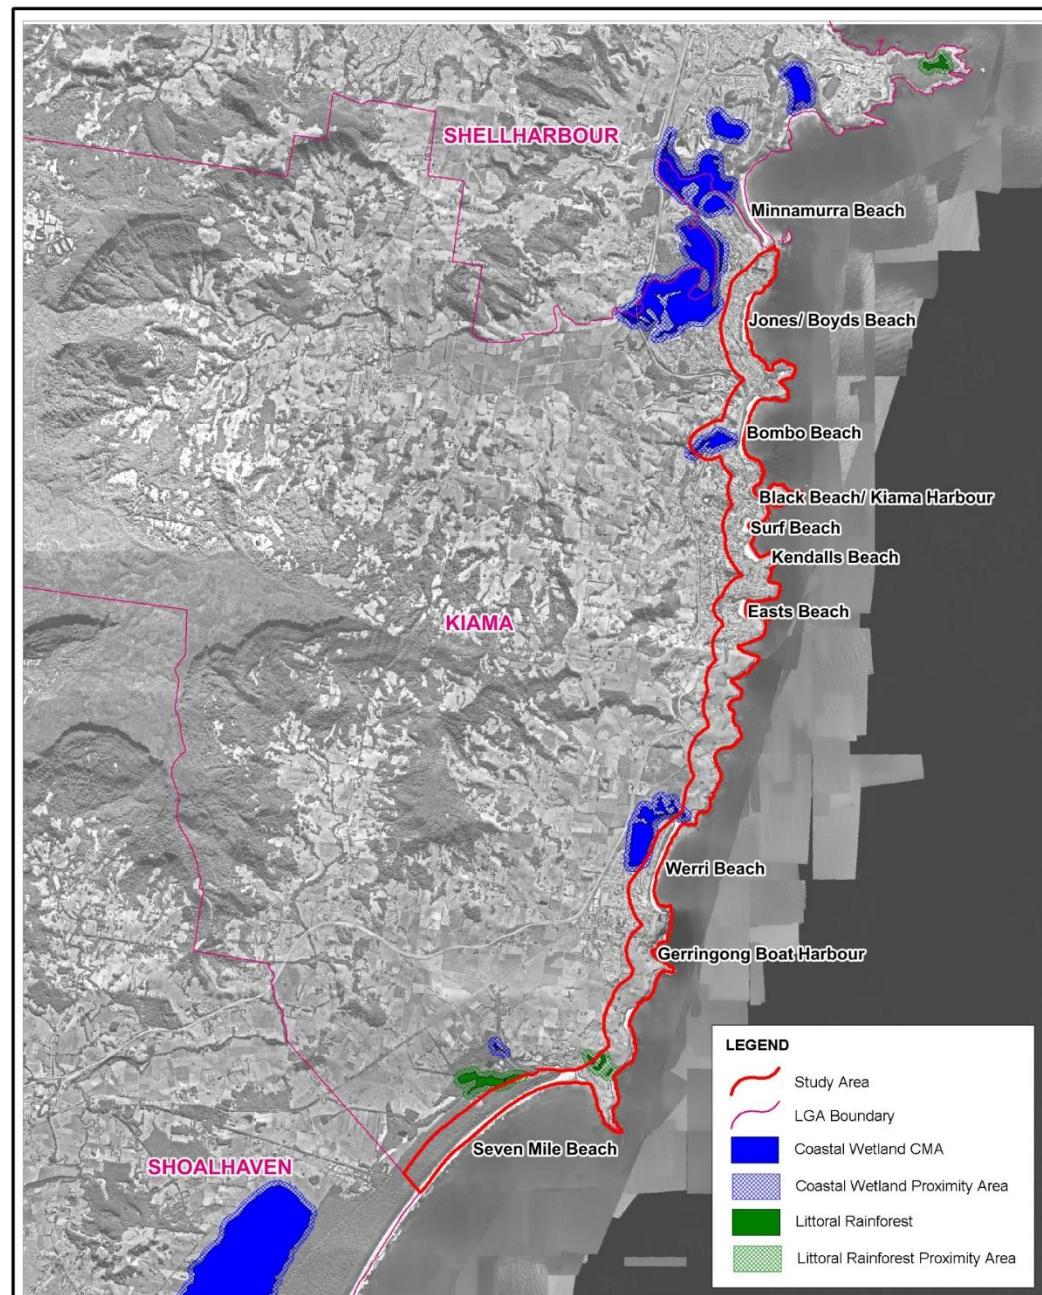 SHELLHARBOUR
Minnamurra Beach
Jones/ Boyds Beach
Bombo Beach
Black Beach/ Kiama Harbour
Surf Beach
Kendalls Beach
Easts Beach
KIAMA
Werri Beach
Gerringong Boat Harbour
Seven Mile Beach
SHOALHAVEN
LEGEND
Study Area
LGA Boundary
Coastal Wetland CMA
Coastal Wetland Proximity Area
Littoral Rainforest
Littoral Rainforest Proximity Area